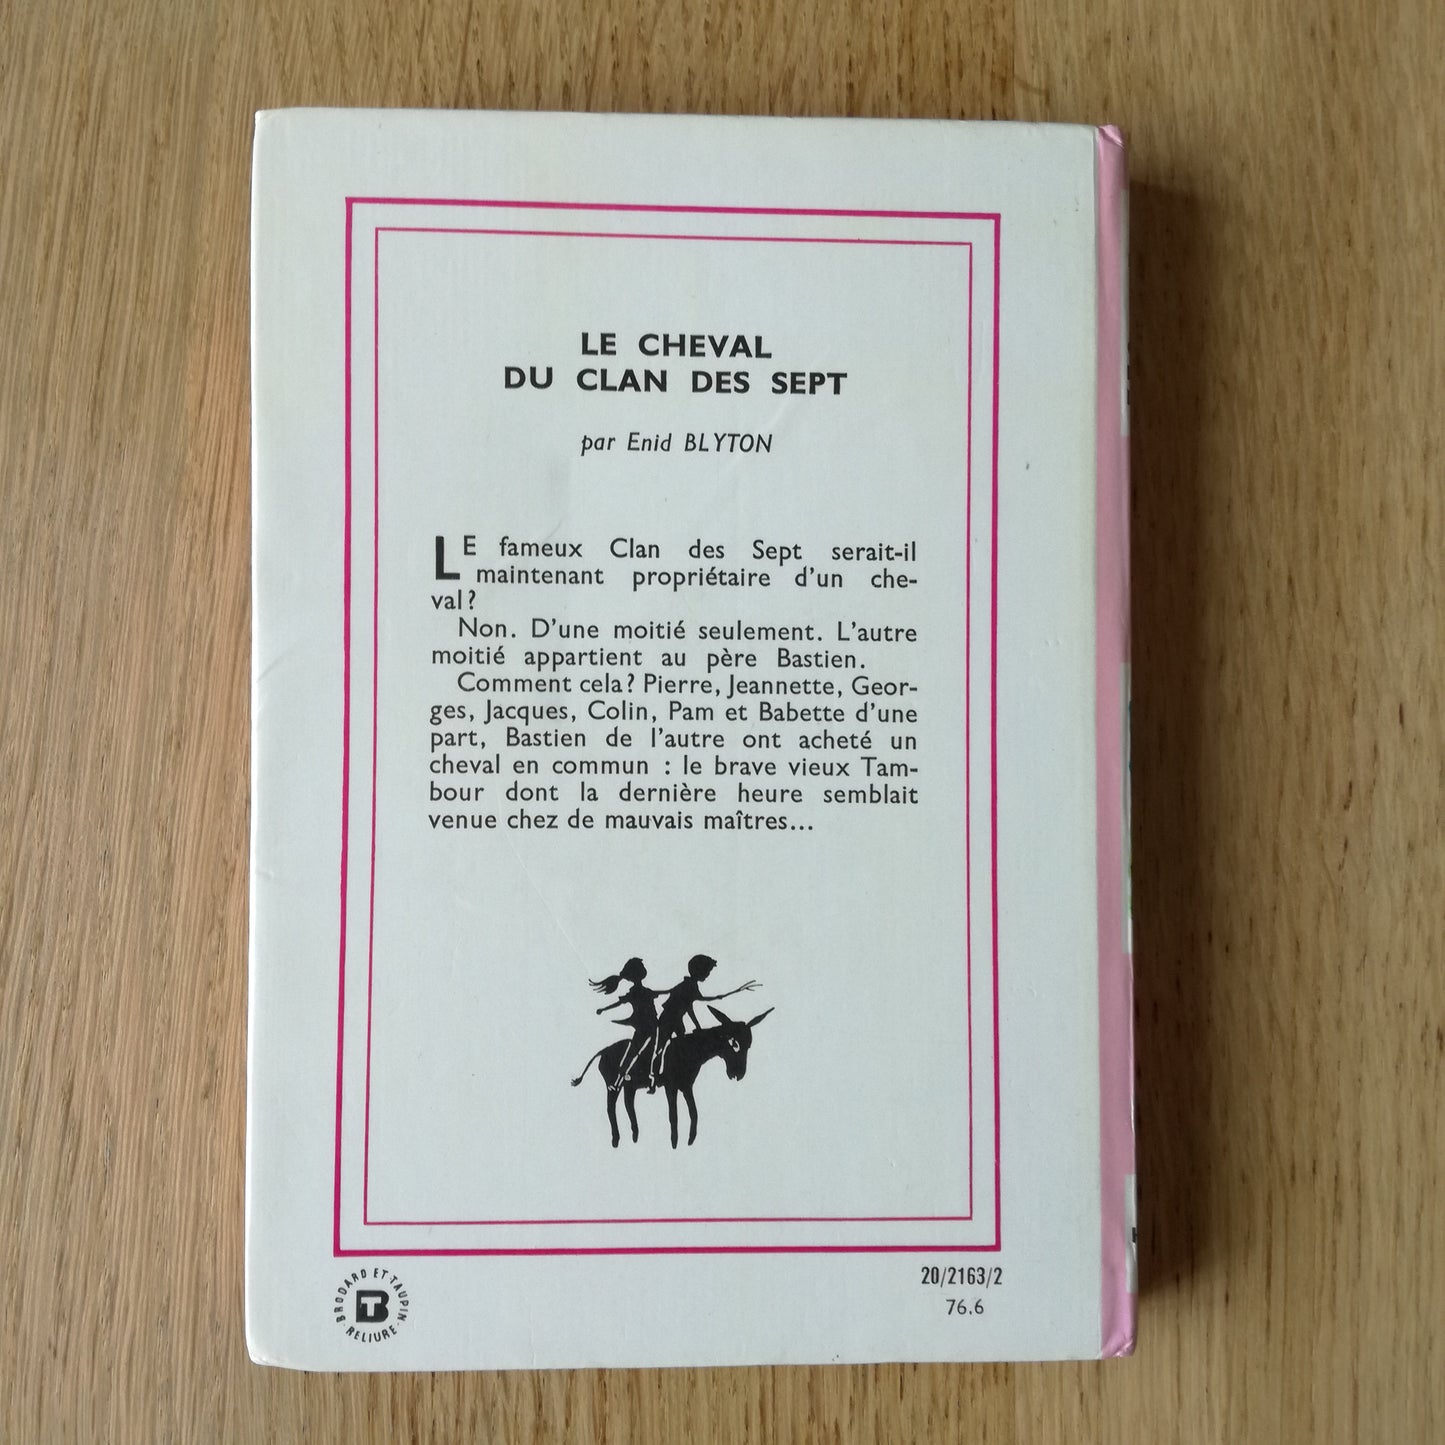 LE CHEVAL
DU CLAN DES SEPT
par Enid BLYTON
LE fameux Clan des Sept serait-il
maintenant propriétaire d'un che-
val?
Non. D'une moitié seulement. L'autre
moitié appartient au père Bastien.
Comment cela? Pierre, Jeannette, Geor-
ges, Jacques, Colin, Pam et Babette d'une
part, Bastien de l'autre ont acheté un
cheval en commun : le brave vieux Tam-
bour dont la dernière heure semblait
venue chez de mauvais maîtres...
20/2163/2
76.6
BRODARD ET TAUPIN
BT
RELIURE